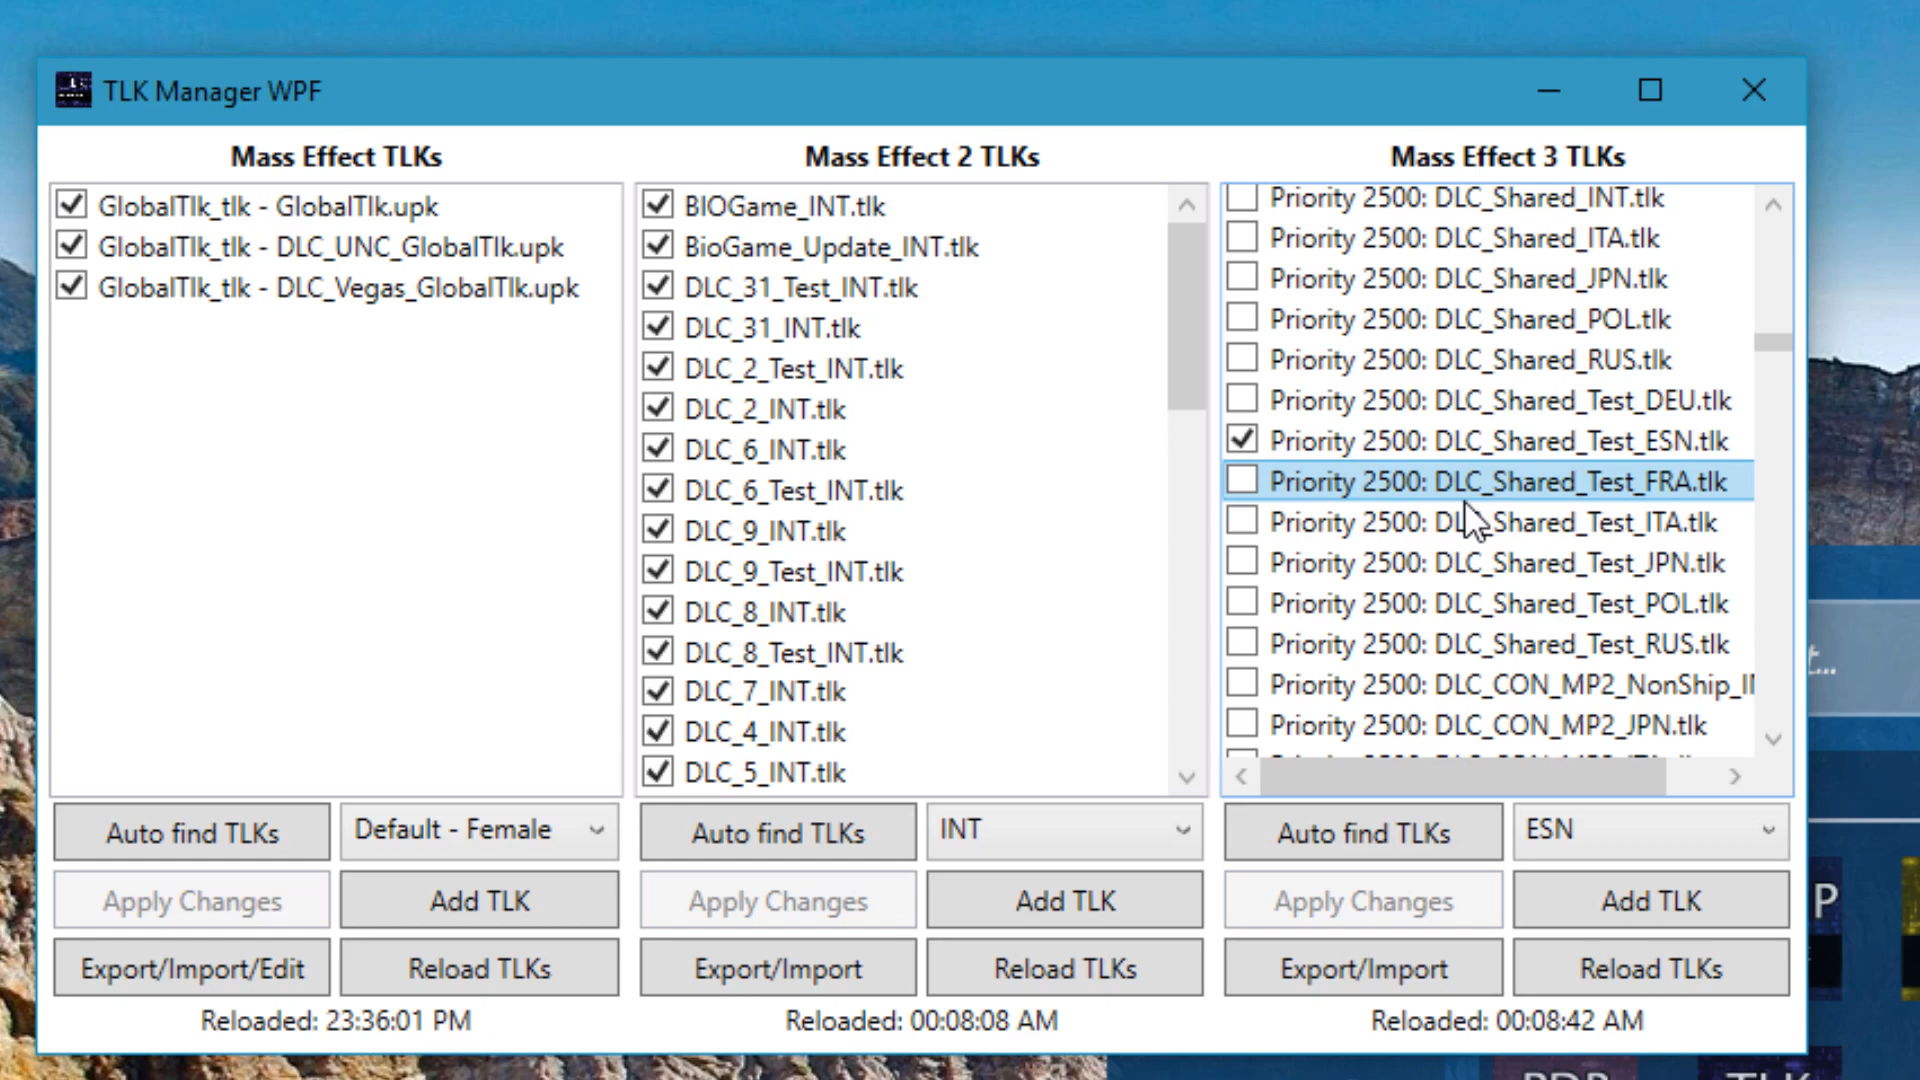 TLK Manager WPF
Mass Effect TLKs
GlobalTlk_tlk - GlobalTlk.upk
GlobalTlk_tlk - DLC_UNC_GlobalTlk.upk
GlobalTlk_tlk - DLC_Vegas_GlobalTlk.upk
Auto find TLKs
Default - Female
Apply Changes
Add TLK
Export/Import/Edit
Reload TLKs
Reloaded: 23:36:01 PM
Mass Effect 2 TLKs
BIOGame_INT.tlk
BioGame_Update_INT.tlk
DLC_31_Test_INT.tlk
DLC_31_INT.tlk
DLC_2_Test_INT.tlk
DLC_2_INT.tlk
DLC_6_INT.tlk
DLC_6_Test_INT.tlk
DLC_9_INT.tlk
DLC_9_Test_INT.tlk
DLC_8_INT.tlk
DLC_8_Test_INT.tlk
DLC_7_INT.tlk
DLC_4_INT.tlk
DLC_5_INT.tlk
Auto find TLKs
INT
Apply Changes
Add TLK
Export/Import
Reload TLKs
Reloaded: 00:08:08 AM
Mass Effect 3 TLKs
Priority 2500: DLC_Shared_INT.tlk
Priority 2500: DLC_Shared_ITA.tlk
Priority 2500: DLC_Shared_JPN.tlk
Priority 2500: DLC_Shared_POL.tlk
Priority 2500: DLC_Shared_RUS.tlk
Priority 2500: DLC_Shared_Test_DEU.tlk
Priority 2500: DLC_Shared_Test_ESN.tlk
Priority 2500: DLC_Shared_Test_FRA.tlk
Priority 2500: DLC_Shared_Test_ITA.tlk
Priority 2500: DLC_Shared_Test_JPN.tlk
Priority 2500: DLC_Shared_Test_POL.tlk
Priority 2500: DLC_Shared_Test_RUS.tlk
Priority 2500: DLC_CON_MP2_NonShip_I
Priority 2500: DLC_CON_MP2_JPN.tlk
Auto find TLKs
ESN
Apply Changes
Add TLK
Export/Import
Reload TLKs
Reloaded: 00:08:42 AM
t...
P